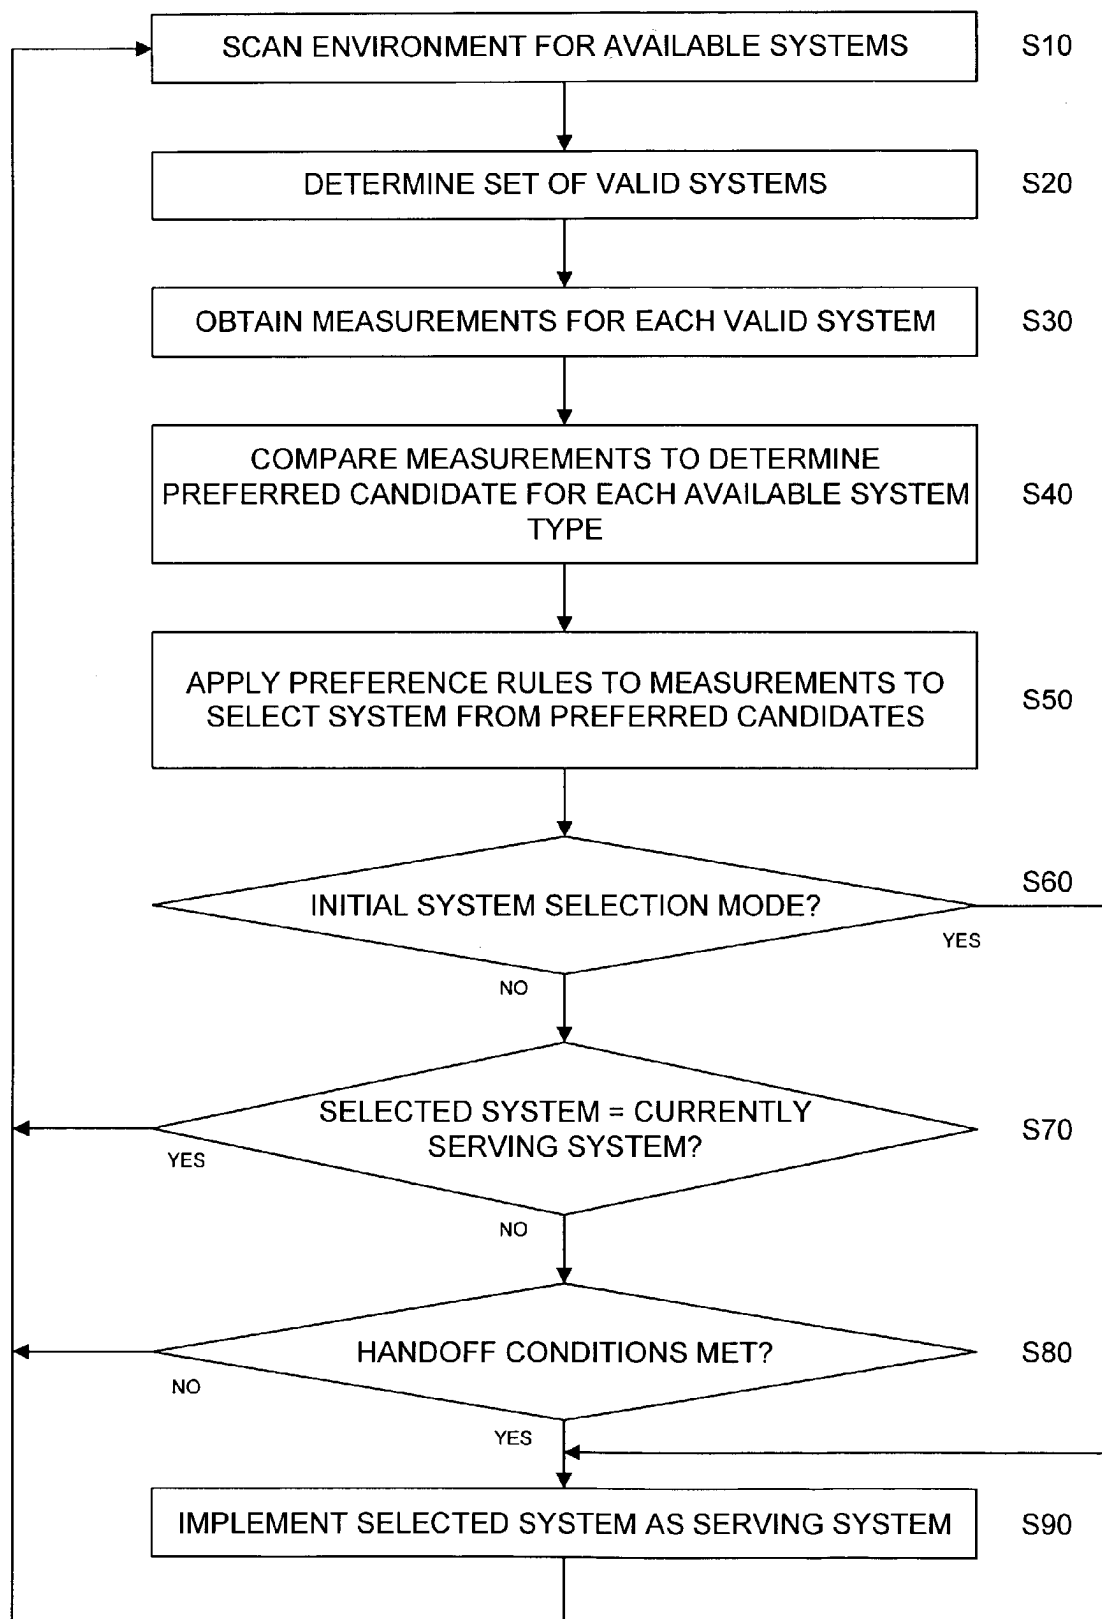 SCAN ENVIRONMENT FOR AVAILABLE SYSTEMS
S10
DETERMINE SET OF VALID SYSTEMS
S20
OBTAIN MEASUREMENTS FOR EACH VALID SYSTEM
S30
COMPARE MEASUREMENTS TO DETERMINE
PREFERRED CANDIDATE FOR EACH AVAILABLE SYSTEM
TYPE
S40
APPLY PREFERENCE RULES TO MEASUREMENTS TO
SELECT SYSTEM FROM PREFERRED CANDIDATES
S50
INITIAL SYSTEM SELECTION MODE?
S60
YES
NO
SELECTED SYSTEM = CURRENTLY
SERVING SYSTEM?
S70
YES
NO
HANDOFF CONDITIONS MET?
S80
NO
YES
IMPLEMENT SELECTED SYSTEM AS SERVING SYSTEM
S90